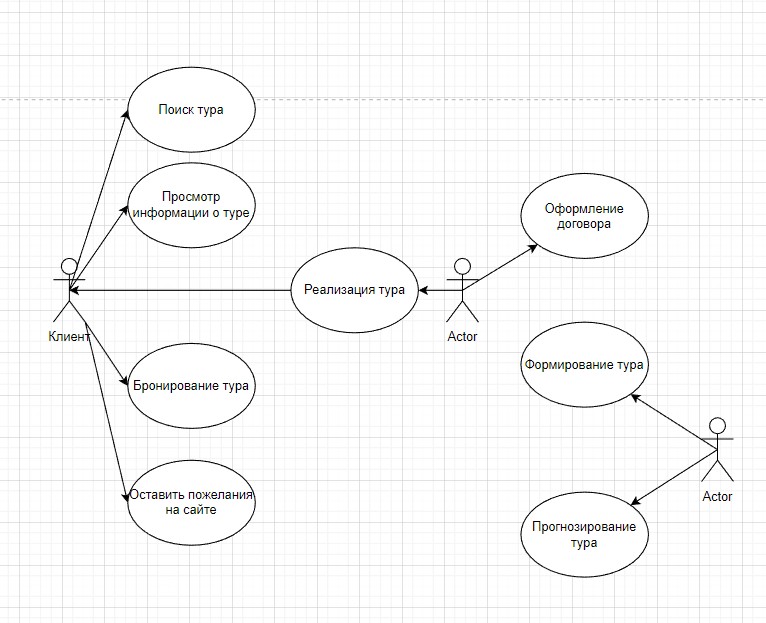 Поиск тура
Просмотр
информации о туре
Оформление
договора
Реализация тура
Клиент
Actor
Формирование тура
Бронирование тура
Actor
Оставить пожелания
на сайте
Прогнозирование
тура